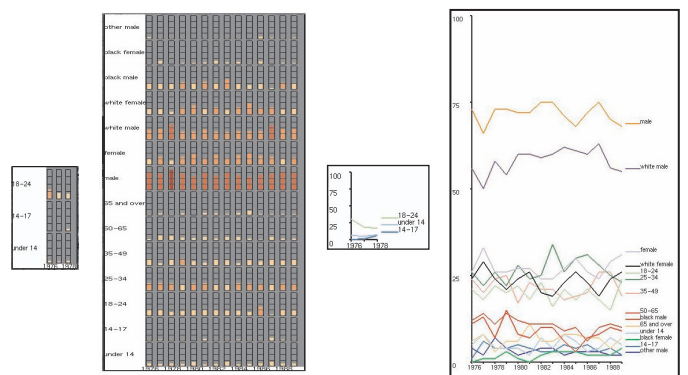 18-24
14-17
under 14
1976 1978
other male
black female
black male
white female
white male
female
male
65 and over
50-65
35-49
25-34
18-24
14-17
under 14
1976 1978 1980 1982 1984 1986 1988
100
75
50
25
0
18-24
under 14
14-17
1976 1978
100
75
50
25
0
male
white male
female
white female
18-24
25-34
35-49
50-65
black male
65 and over
under 14
black female
14-17
other male
1976 1978 1980 1982 1984 1986 1988